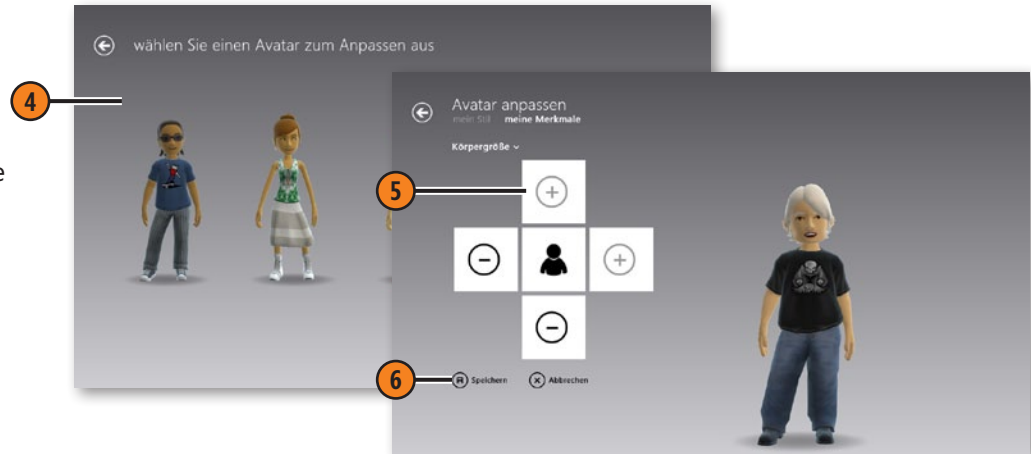 wählen Sie einen Avatar zum Anpassen aus
4
e
Avatar anpassen
mein Stil meine Merkmale
Körpergröße
5
6
Speichern Abbrechen